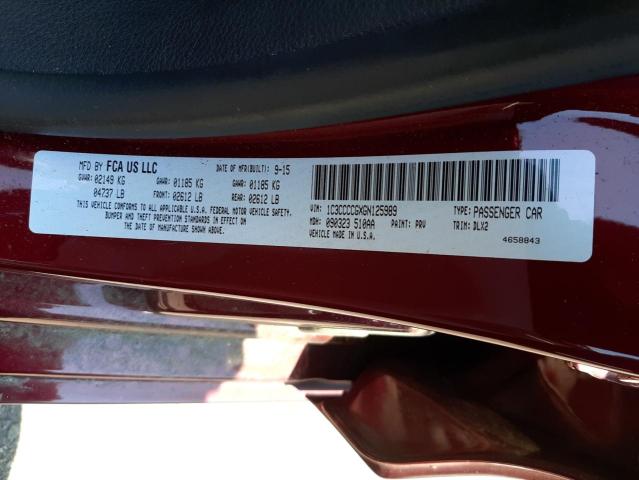 MFD BY FCA US LLC DATE OF MFR(BUILT): 9-15
GVWR: 02149 KG GAWR: 01185 KG GAWR: 01185 KG
04737 LB FRONT: 02612 LB REAR: 02612 LB
THIS VEHICLE CONFORMS TO ALL APPLICABLE U.S.A. FEDERAL MOTOR VEHICLE SAFETY,
BUMPER AND THEFT PREVENTION STANDARDS IN EFFECT ON
THE DATE OF MANUFACTURE SHOWN ABOVE.
VIN: 1C3CCCCGXGN125989 TYPE: PASSENGER CAR
MDH: 090323 510AA PAINT: PRV TRIM: DLX2
VEHICLE MADE IN U.S.A. 4658843